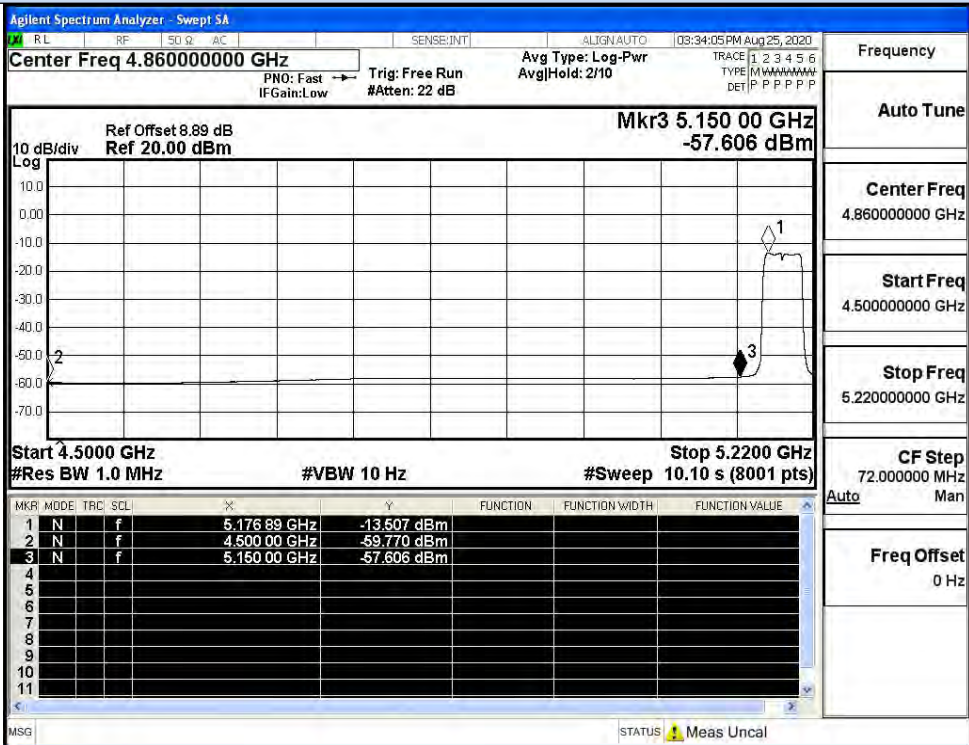 Agilent Spectrum Analyzer - Swept SA
RL RF 50 Ω AC SENSE:INT ALIGN AUTO 03:34:05 PM Aug 25, 2020
Center Freq 4.860000000 GHz
PNO: Fast
IFGain:Low
Trig: Free Run
#Atten: 22 dB
Avg Type: Log-Pwr
Avg|Hold: 2/10
TRACE 1 2 3 4 5 6
TYPE MWWWWW
DET P P P P P P
Ref Offset 8.89 dB
10 dB/div Ref 20.00 dBm
Log
Mkr3 5.150 00 GHz
-57.606 dBm
10.0
0.00
-10.0
-20.0
-30.0
-40.0
-50.0
-60.0
-70.0
1
2
3
Start 4.5000 GHz Stop 5.2200 GHz
#Res BW 1.0 MHz #VBW 10 Hz #Sweep 10.10 s (8001 pts)
MKR MODE TRC SCL X Y FUNCTION FUNCTION WIDTH FUNCTION VALUE
1 N f 5.176 89 GHz -13.507 dBm
2 N f 4.500 00 GHz -59.770 dBm
3 N f 5.150 00 GHz -57.606 dBm
4
5
6
7
8
9
10
11
MSG STATUS Meas Uncal
Frequency
Auto Tune
Center Freq
4.860000000 GHz
Start Freq
4.500000000 GHz
Stop Freq
5.220000000 GHz
CF Step
72.000000 MHz
Auto Man
Freq Offset
0 Hz